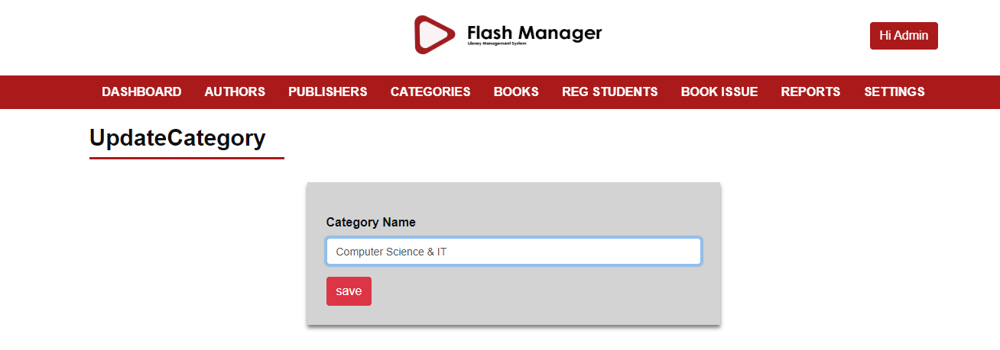 Flash Manager
Library Management System
Hi Admin
DASHBOARD AUTHORS PUBLISHERS CATEGORIES BOOKS REG STUDENTS BOOK ISSUE REPORTS SETTINGS
UpdateCategory
Category Name
Computer Science & IT
save